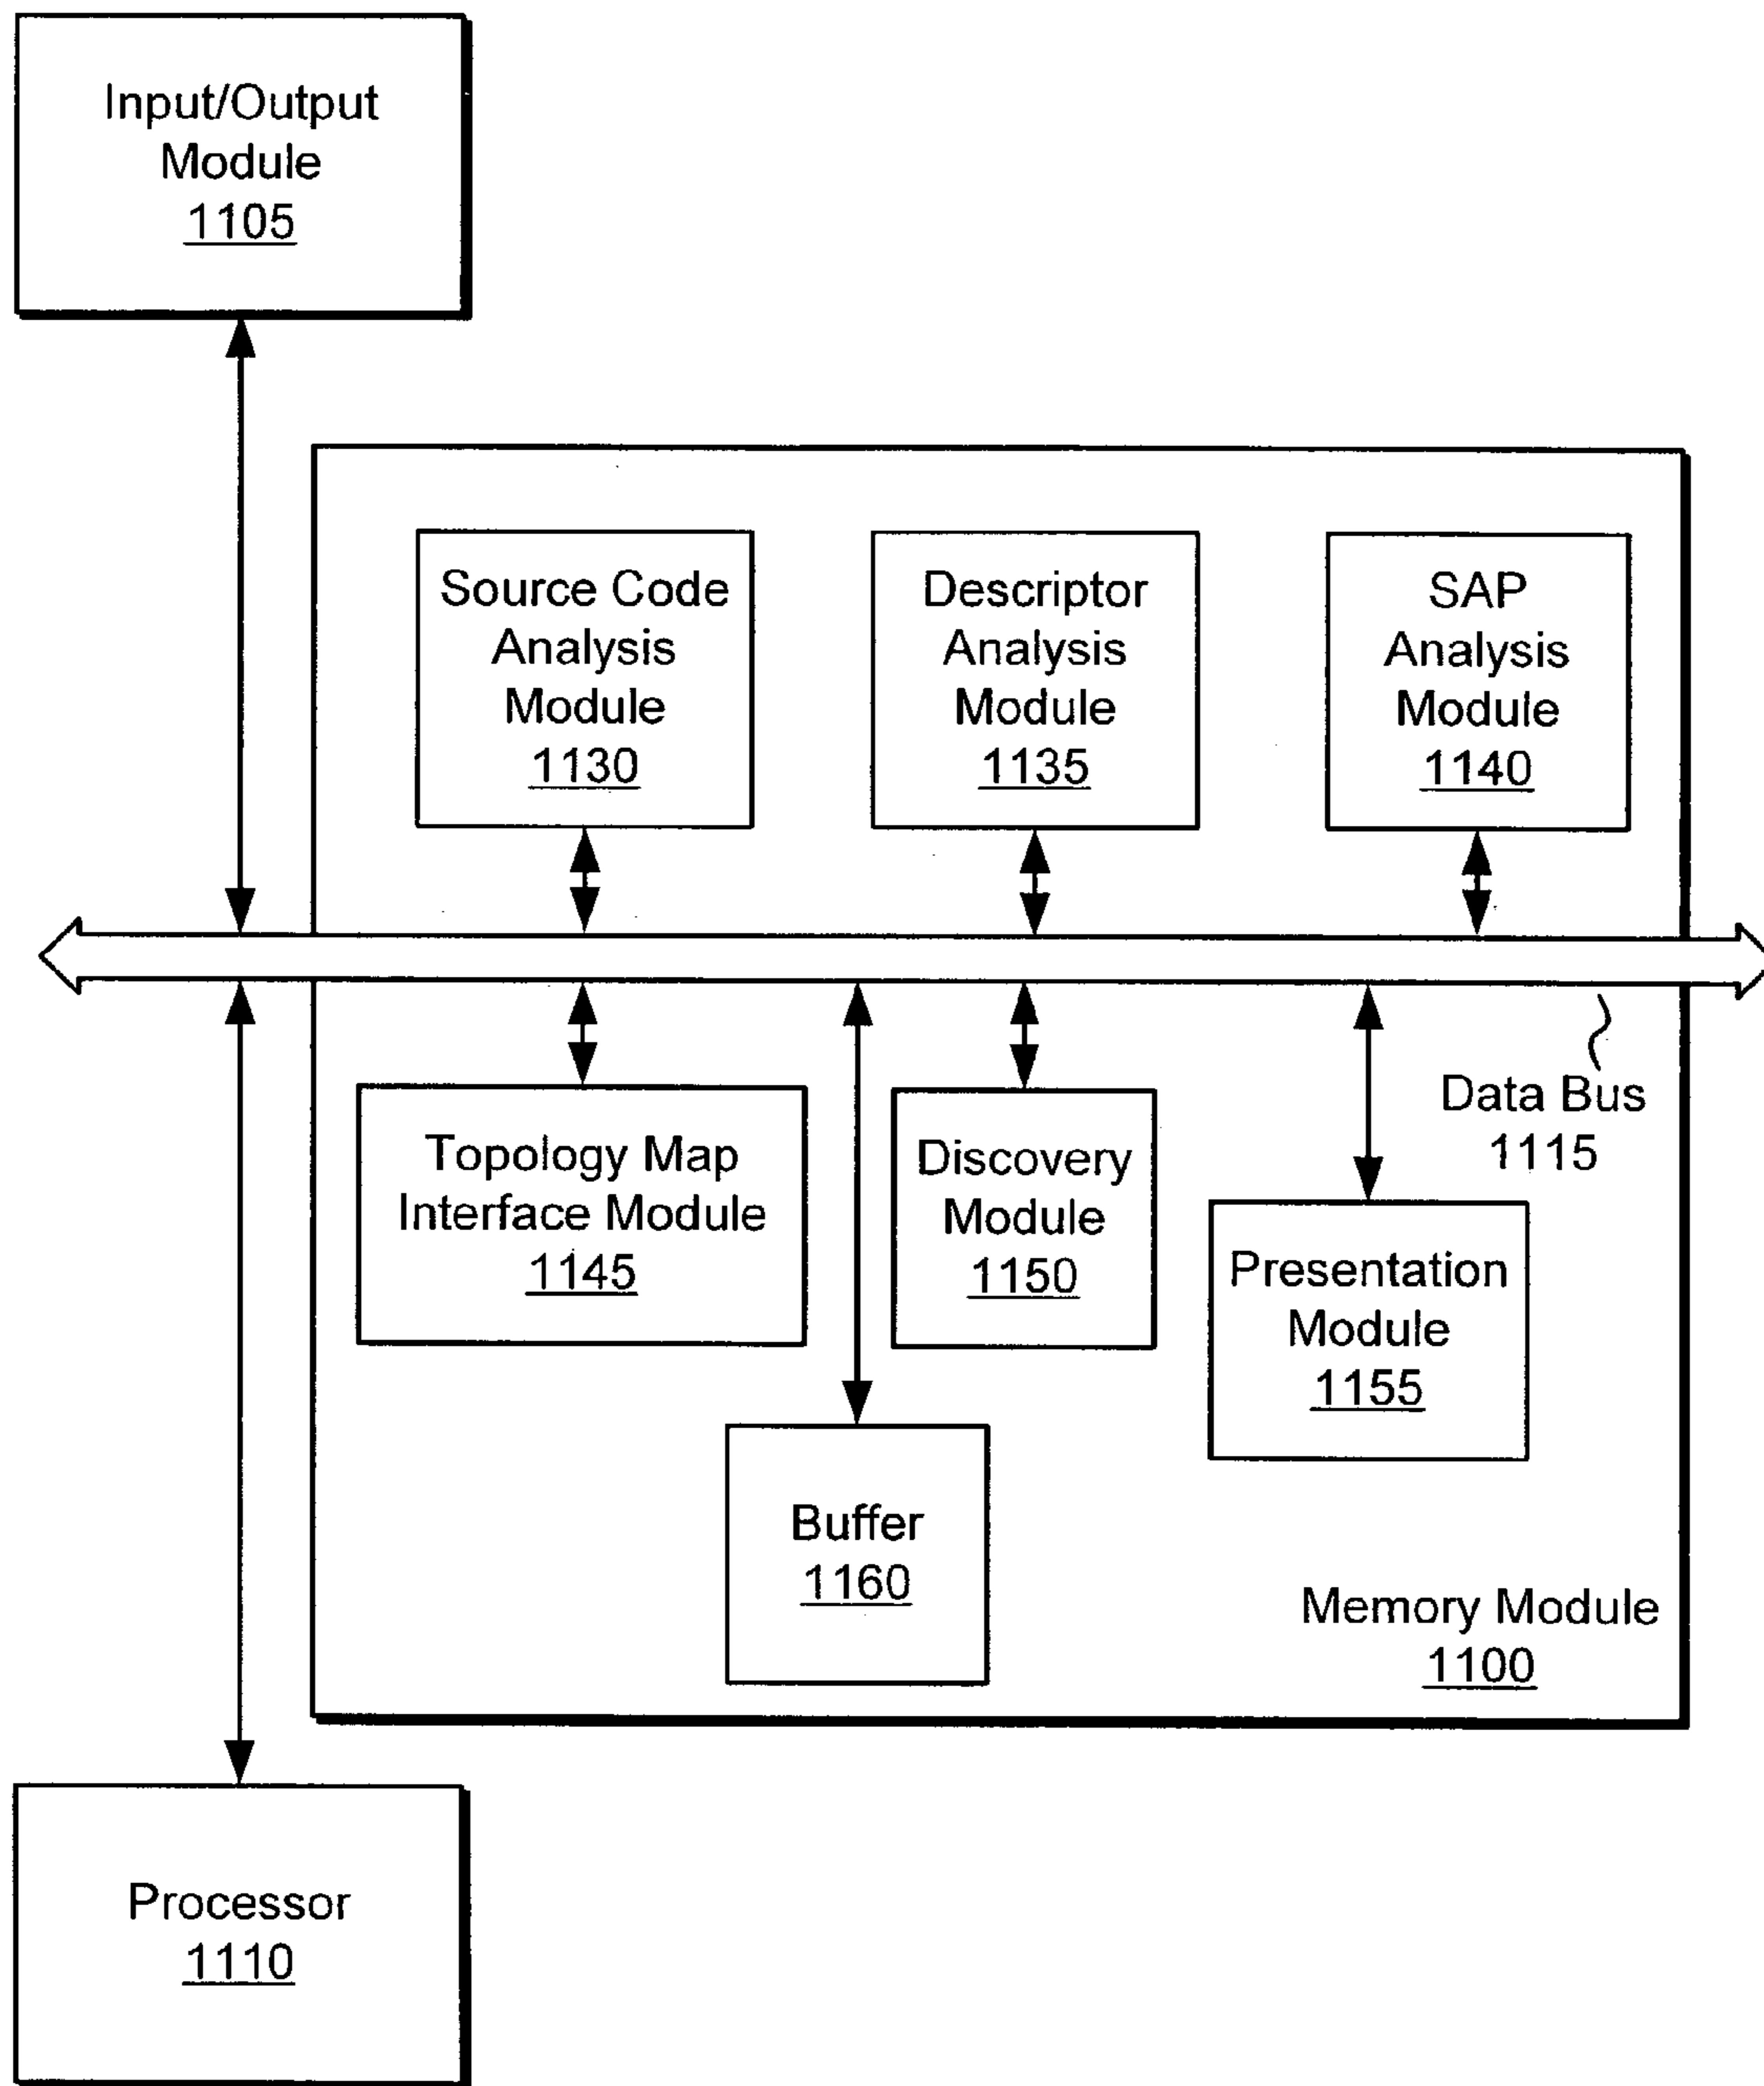 Input/Output
Module
1105
Source Code
Analysis
Module
1130
Descriptor
Analysis
Module
1135
SAP
Analysis
Module
1140
Data Bus
1115
Topology Map
Interface Module
1145
Discovery
Module
1150
Presentation
Module
1155
Buffer
1160
Memory Module
1100
Processor
1110